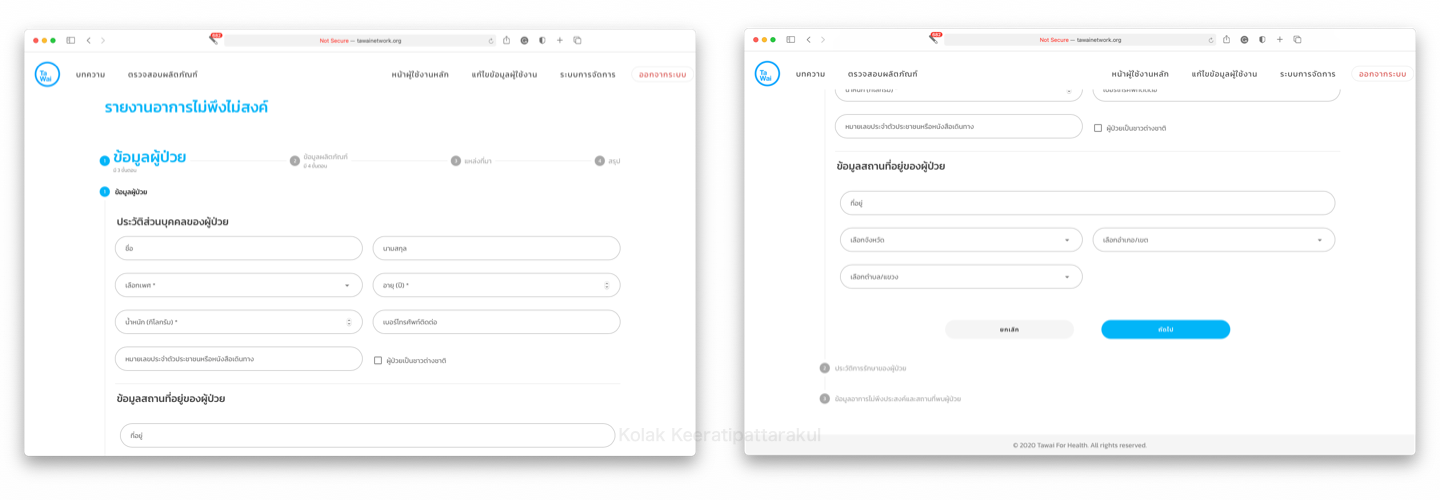 Not Secure — tawainetwork.org
Ta
Wai
บทความ
ตรวจสอบผลิตภัณฑ์
หน้าผู้ใช้งานหลัก
แก้ไขข้อมูลผู้ใช้งาน
ระบบการจัดการ
ออกจากระบบ
รายงานอาการไม่พึงไม่สงค์
1 ข้อมูลผู้ป่วย
มี 3 ขั้นตอน
2 ข้อมูลผลิตภัณฑ์
มี 4 ขั้นตอน
3 แหล่งที่มา
4 สรุป
1 ข้อมูลผู้ป่วย
ประวัติส่วนบุคคลของผู้ป่วย
ชื่อ
นามสกุล
เลือกเพศ *
อายุ (ปี) *
น้ำหนัก (กิโลกรัม) *
เบอร์โทรศัพท์ติดต่อ
หมายเลขประจำตัวประชาชนหรือหนังสือเดินทาง
ผู้ป่วยเป็นชาวต่างชาติ
ข้อมูลสถานที่อยู่ของผู้ป่วย
ที่อยู่
Kolak Keeratipattarakul
Not Secure — tawainetwork.org
Ta
Wai
บทความ
ตรวจสอบผลิตภัณฑ์
หน้าผู้ใช้งานหลัก
แก้ไขข้อมูลผู้ใช้งาน
ระบบการจัดการ
ออกจากระบบ
หมายเลขประจำตัวประชาชนหรือหนังสือเดินทาง
ผู้ป่วยเป็นชาวต่างชาติ
ข้อมูลสถานที่อยู่ของผู้ป่วย
ที่อยู่
เลือกจังหวัด
เลือกอำเภอ/เขต
เลือกตำบล/แขวง
ยกเลิก
ถัดไป
2 ประวัติการรักษาของผู้ป่วย
3 ข้อมูลอาการไม่พึงประสงค์และสถานที่พบผู้ป่วย
© 2020 Tawai For Health. All rights reserved.